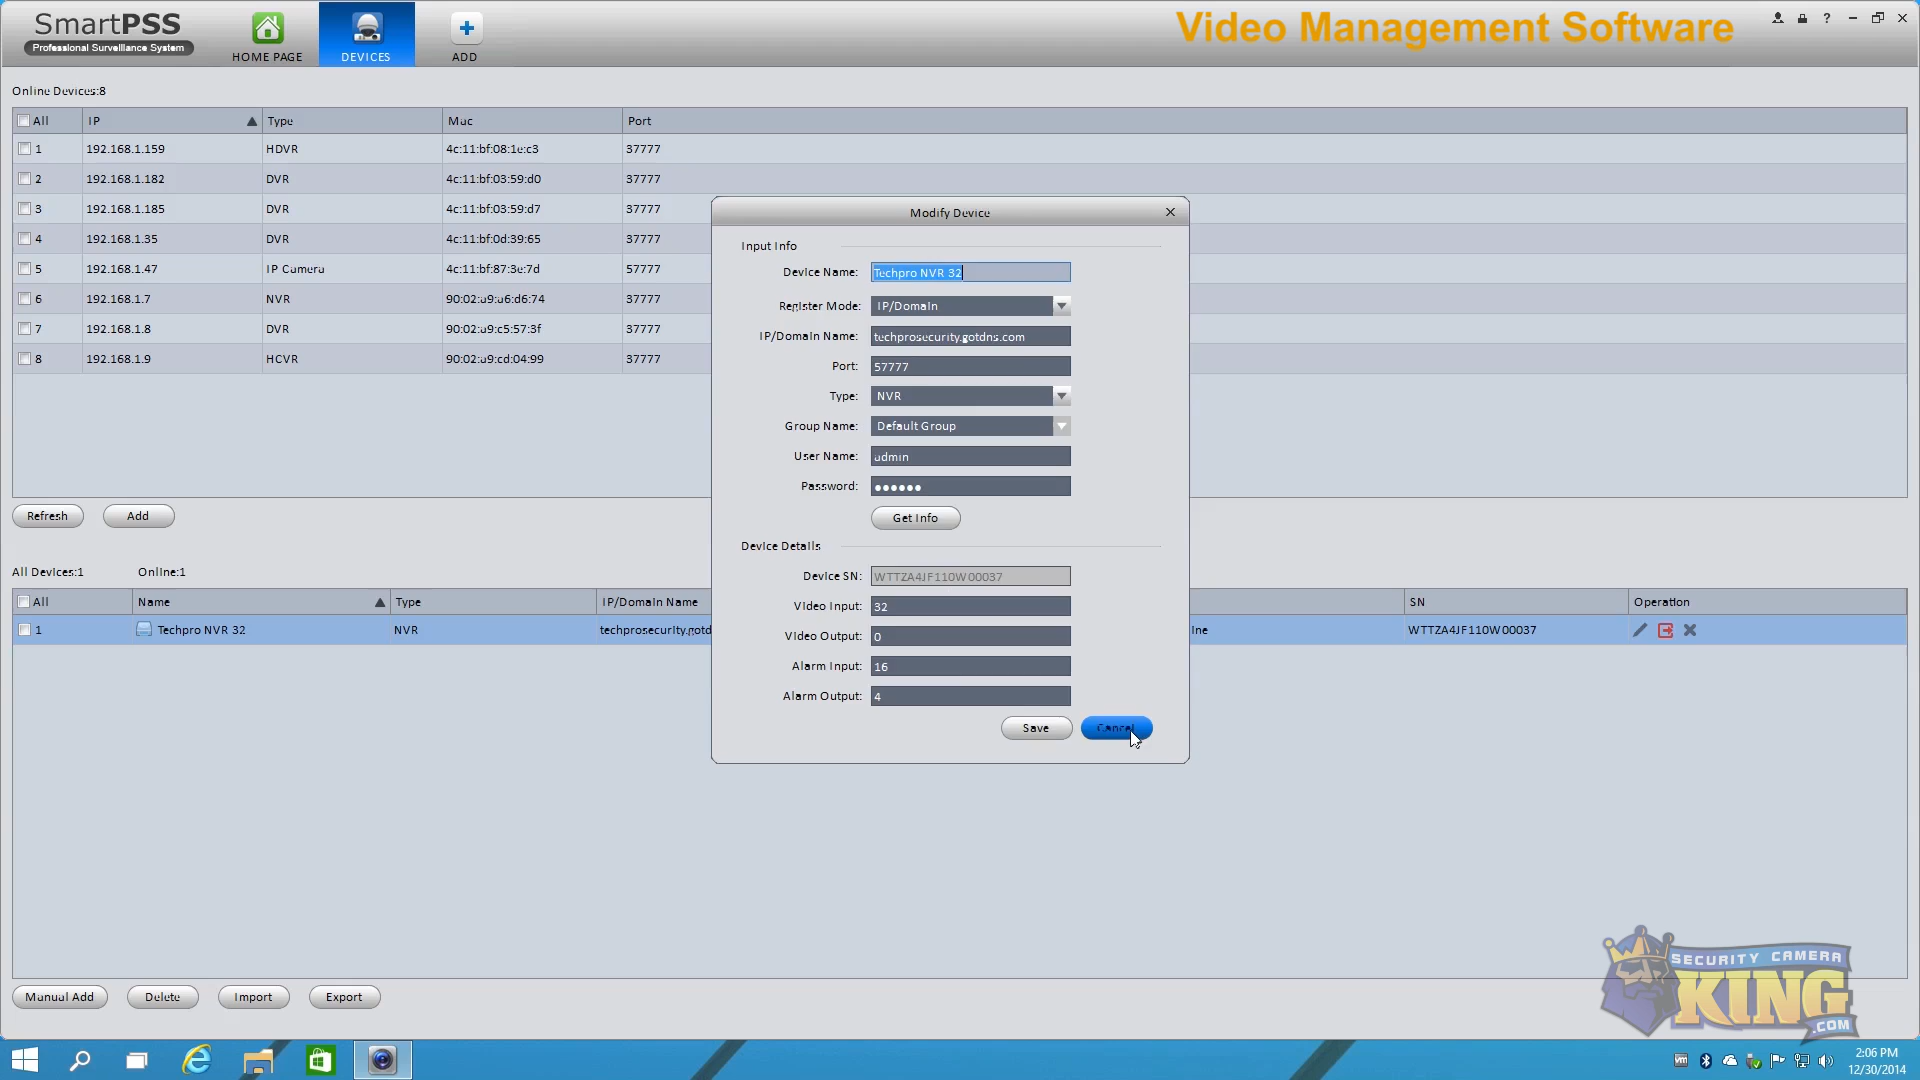 SmartPSS
Professional Surveillance System
HOME PAGE
DEVICES
ADD
Video Management Software
Online Devices:8
All IP Type Mac Port
1 192.168.1.159 HDVR 4c:11:bf:08:1e:c3 37777
2 192.168.1.182 DVR 4c:11:bf:03:59:d0 37777
3 192.168.1.185 DVR 4c:11:bf:03:59:d7 37777
4 192.168.1.35 DVR 4c:11:bf:0d:39:65 37777
5 192.168.1.47 IP Camera 4c:11:bf:87:3e:7d 57777
6 192.168.1.7 NVR 90:02:a9:a6:d6:74 37777
7 192.168.1.8 DVR 90:02:a9:c5:57:3f 37777
8 192.168.1.9 HCVR 90:02:a9:cd:04:99 37777
Refresh Add
Modify Device
Input Info
Device Name: Techpro NVR 32
Register Mode: IP/Domain
IP/Domain Name: techprosecurity.gotdns.com
Port: 57777
Type: NVR
Group Name: Default Group
User Name: admin
Password: ●●●●●●
Get Info
Device Details
Device SN: WTTZA4JF110W00037
Video Input: 32
Video Output: 0
Alarm Input: 16
Alarm Output: 4
Save Cancel
All Devices:1 Online:1
All Name Type IP/Domain Name SN Operation
1 Techpro NVR 32 NVR techprosecurity.gotd ine WTTZA4JF110W00037
Manual Add Delete Import Export
SECURITY CAMERA
KING
.COM
2:06 PM
12/30/2014